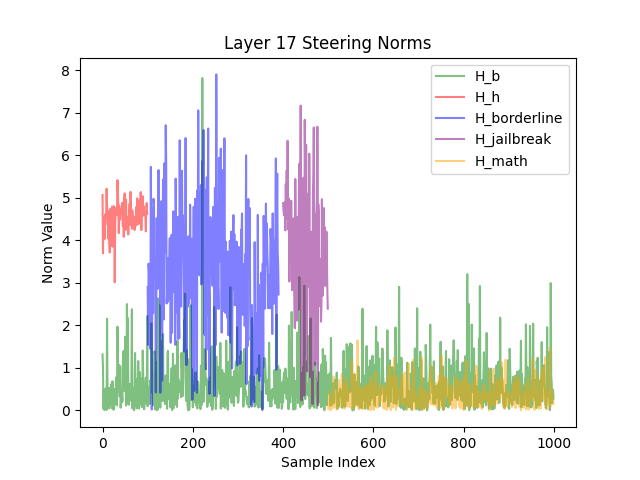 Layer 17 Steering Norms
H_b
H_h
H_borderline
H_jailbreak
H_math
Norm Value
8
7
6
5
4
3
2
1
0
0 200 400 600 800 1000
Sample Index